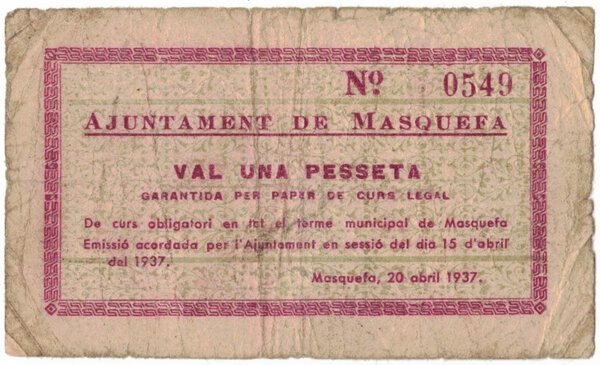 Nº 0549
AJUNTAMENT DE MASQUEFA
VAL UNA PESSETA
GARANTIDA PER PAPER DE CURS LEGAL
De curs obligatori en tot el terme municipal de Masquefa
Emissió acordada per l'Ajuntament en sessió del dia 15 d'abril
del 1937.
Masquefa, 20 abril 1937.